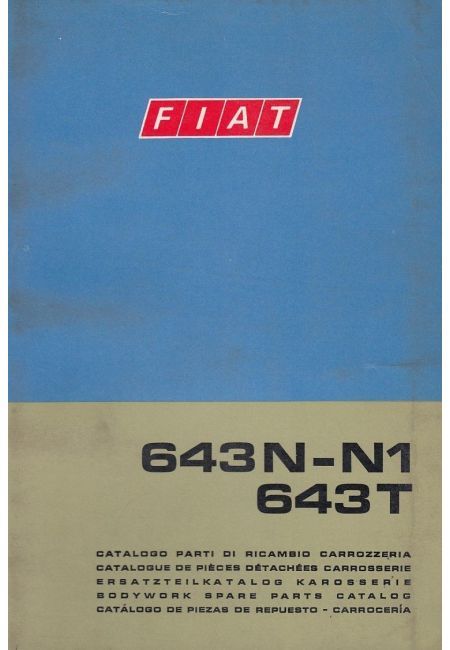 FIAT
643N-N1
643T
CATALOGO PARTI DI RICAMBIO CARROZZERIA
CATALOGUE DE PIÈCES DÉTACHÉES CARROSSERIE
ERSATZTEILKATALOG KAROSSERIE
BODYWORK SPARE PARTS CATALOG
CATÁLOGO DE PIEZAS DE REPUESTO - CARROCERÍA